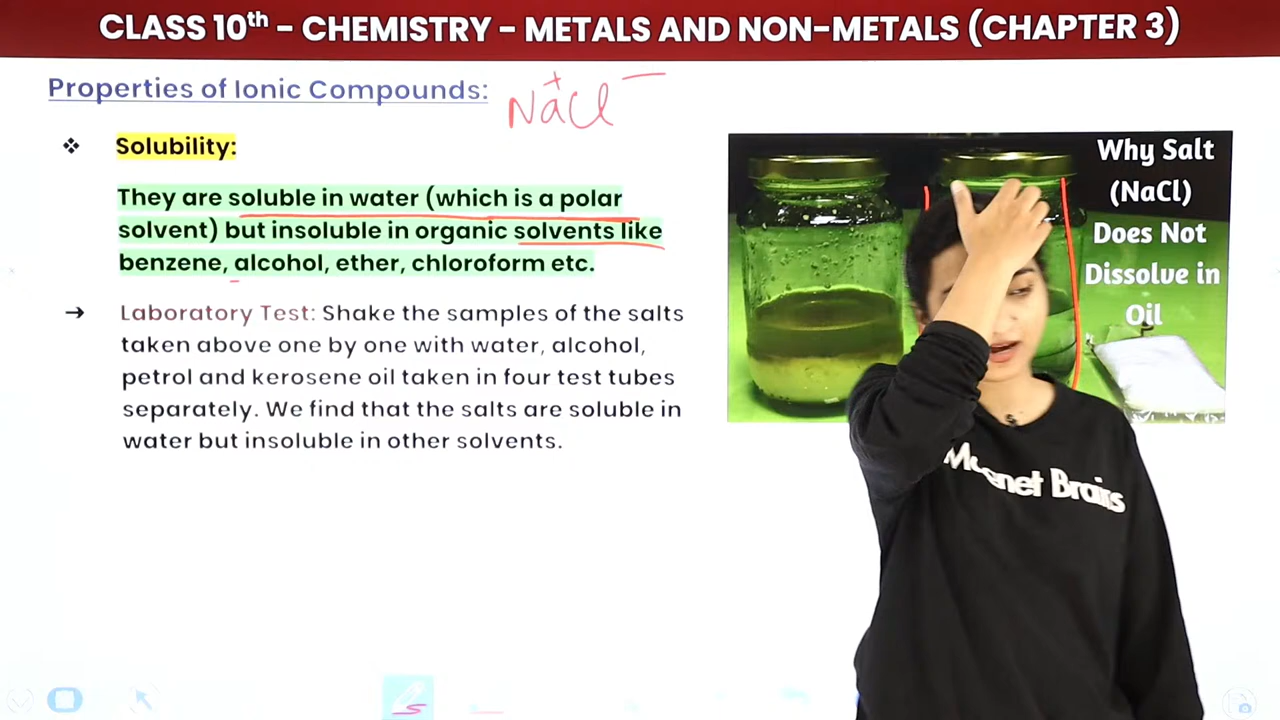 CLASS 10th - CHEMISTRY - METALS AND NON-METALS (CHAPTER 3)
Properties of Ionic Compounds:
Na+Cl−
❖ Solubility:
They are soluble in water (which is a polar
solvent) but insoluble in organic solvents like
benzene, alcohol, ether, chloroform etc.
→ Laboratory Test: Shake the samples of the salts
taken above one by one with water, alcohol,
petrol and kerosene oil taken in four test tubes
separately. We find that the salts are soluble in
water but insoluble in other solvents.
Why Salt
(NaCl)
Does Not
Dissolve in
Oil
Brains